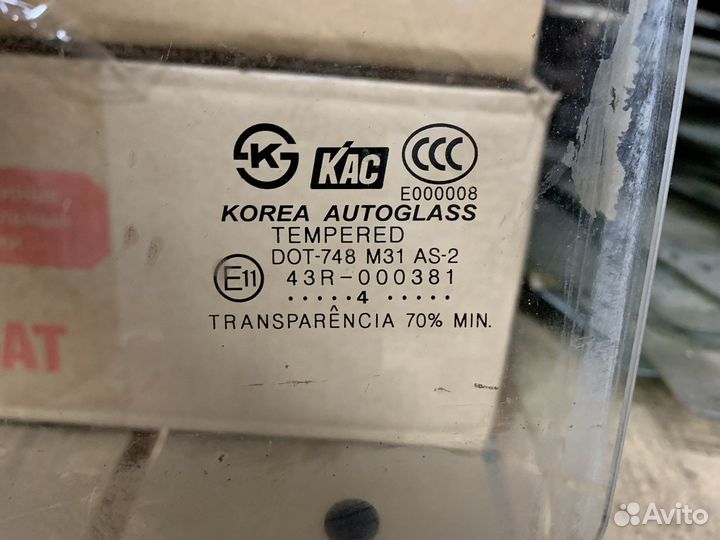 K S KAC CCC
E000008
KOREA AUTOGLASS
TEMPERED
DOT-748 M31 AS-2
E11 43R-000381
.....4.....
TRANSPARÊNCIA 70% MIN.
TAS
Avito